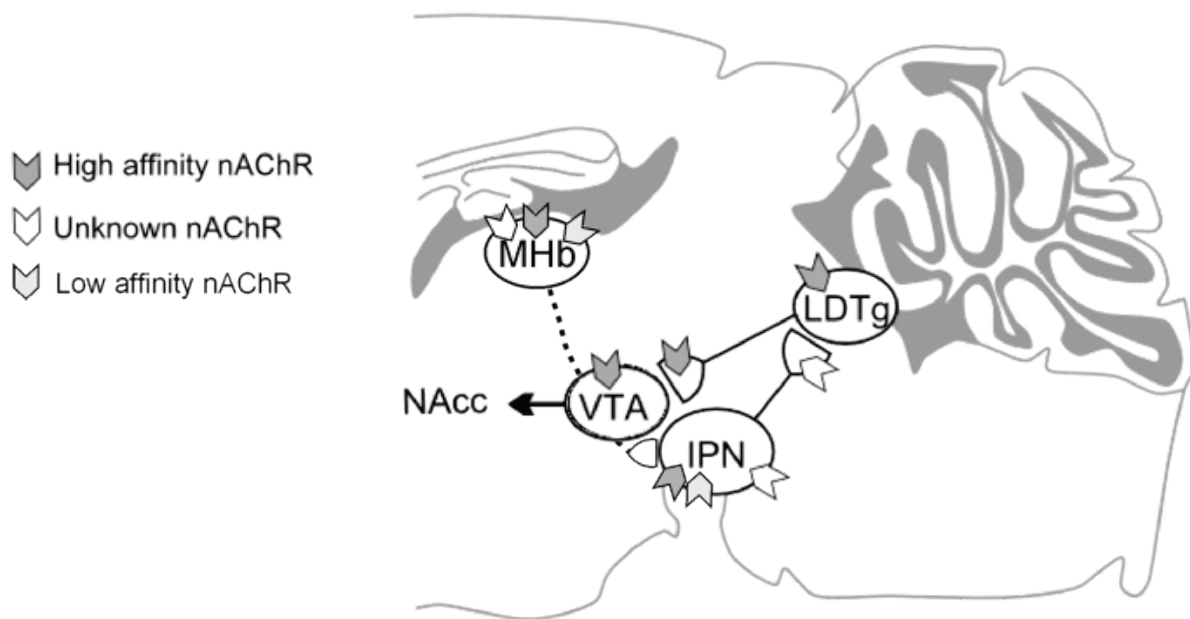 High affinity nAChR
Unknown nAChR
Low affinity nAChR
MHb
LDTg
NAcc
VTA
IPN